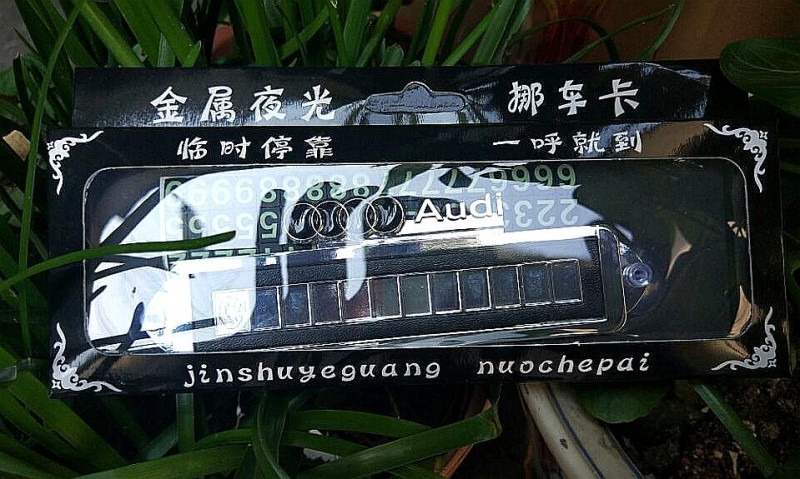 金属夜光 挪车卡
临时停靠 一呼就到
Audi
jinshuyeguang nuochepai